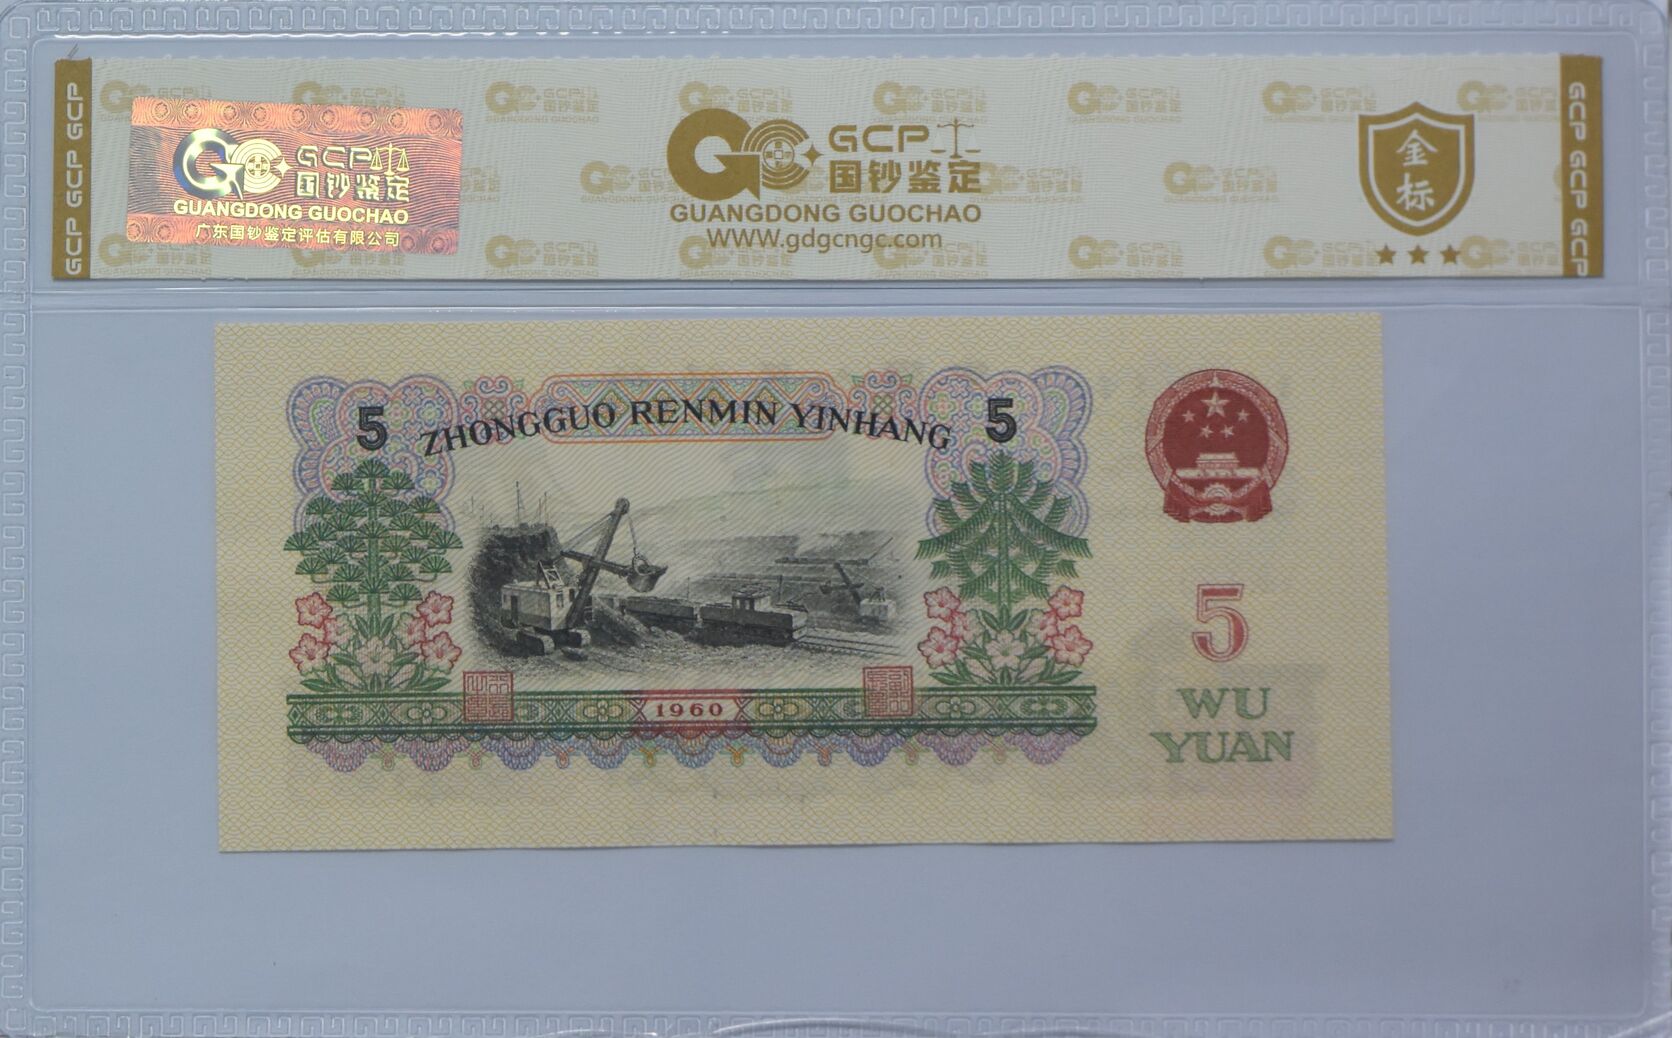 GCP GCP GCP
GCP
国钞鉴定
GUANGDONG GUOCHAO
广东国钞鉴定评估有限公司
GCP
国钞鉴定
GUANGDONG GUOCHAO
WWW.gdgcngc.com
金标
GCP GCP GCP
5
ZHONGGUO RENMIN YINHANG
5
1960
5
WU
YUAN